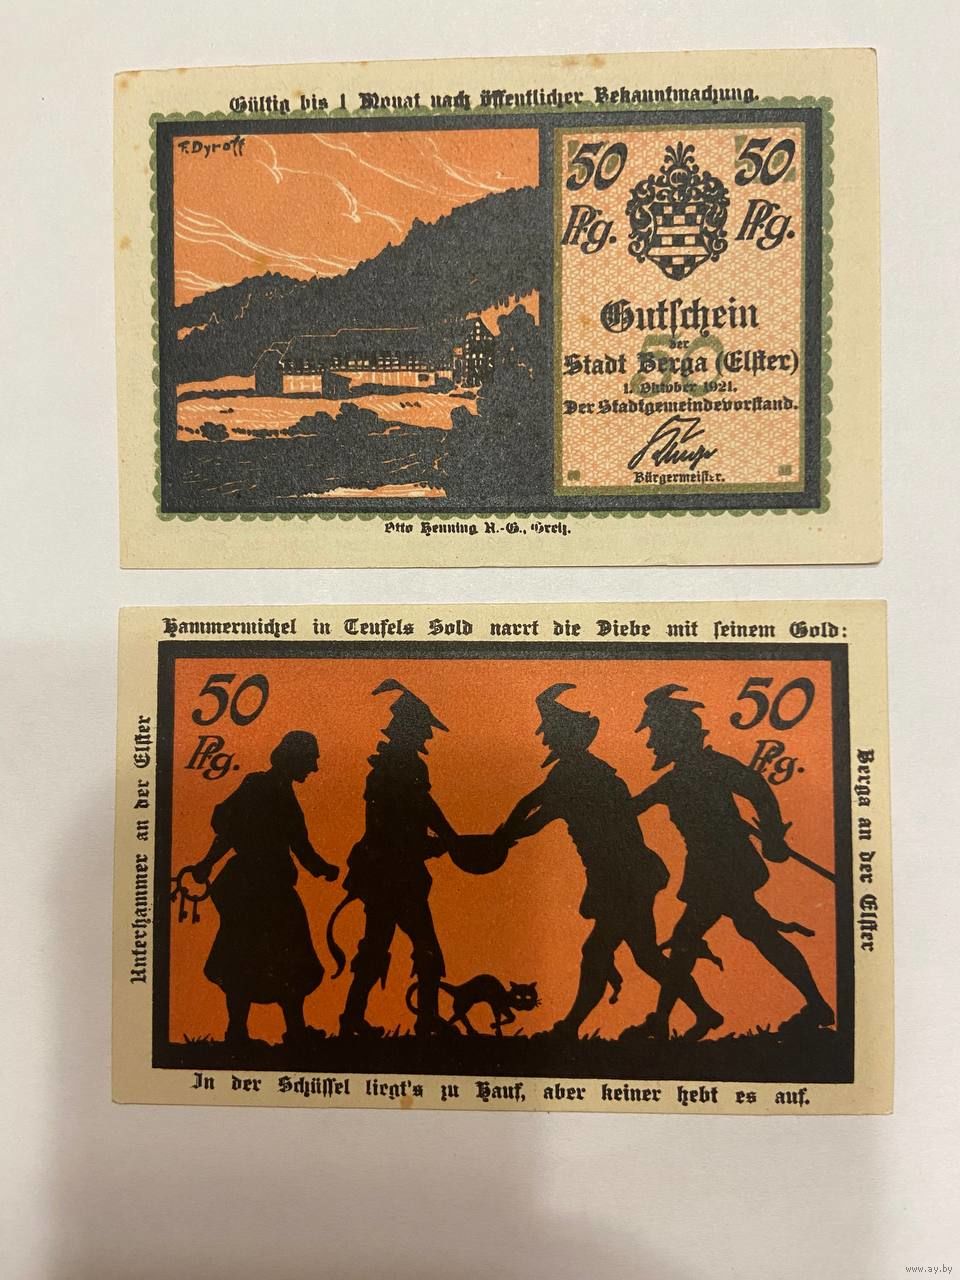 Gültig bis 1 Monat nach öffentlicher Bekanntmachung.
F. Dyroff
50 50
Pfg. Pfg.
Gutschein
der
Stadt Berga (Elster)
1. Oktober 1921.
Der Stadtgemeindevorstand.
Bürgermeister.
Otto Henning A.-G., Greiz.
Hammermichel in Teufels Sold narrt die Diebe mit seinem Gold:
50 50
Pfg. Pfg.
Unterhammer an der Elster
Berga an der Elster
In der Schüssel liegt's zu Hauf, aber keiner hebt es auf.
www.ay.by